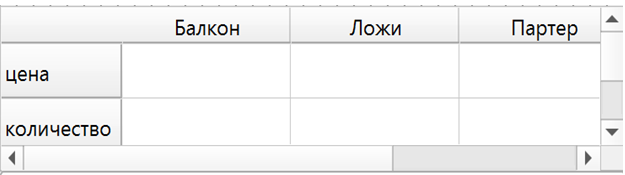 Балкон Ложи Партер
цена
количество